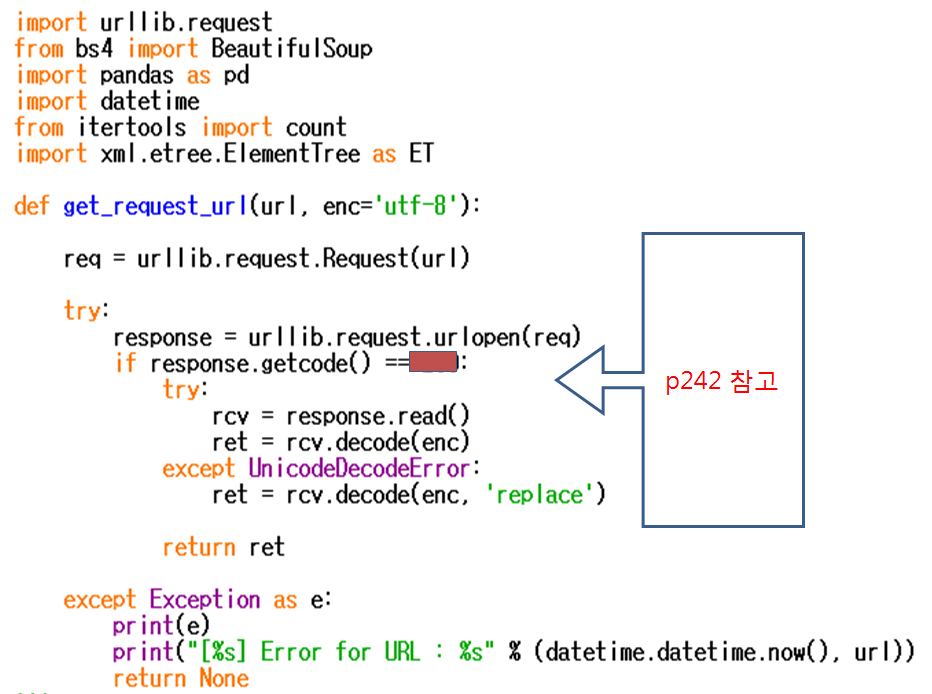 import urllib.request
from bs4 import BeautifulSoup
import pandas as pd
import datetime
from itertools import count
import xml.etree.ElementTree as ET
def get_request_url(url, enc='utf-8'):
    req = urllib.request.Request(url)
    try:
        response = urllib.request.urlopen(req)
        if response.getcode() == :
            try:
                rcv = response.read()
                ret = rcv.decode(enc)
            except UnicodeDecodeError:
                ret = rcv.decode(enc, 'replace')
            return ret
    except Exception as e:
        print(e)
        print("[%s] Error for URL : %s" % (datetime.datetime.now(), url))
        return None
p242 참고